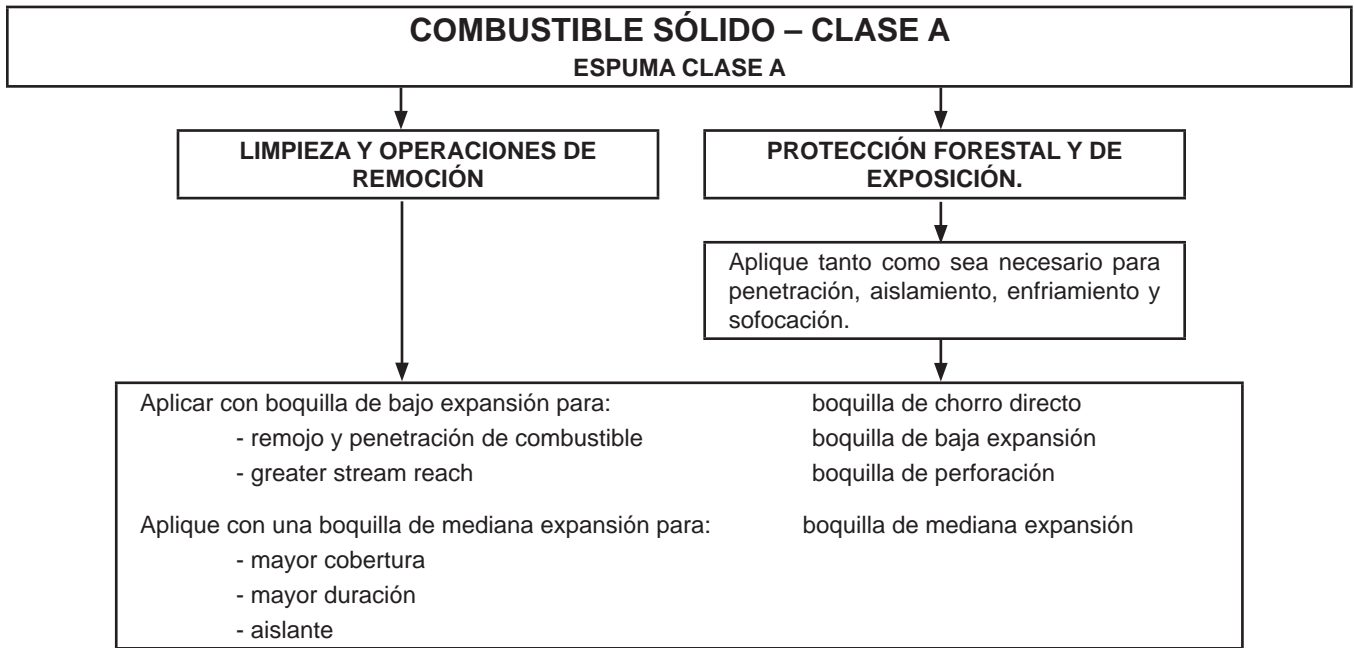 COMBUSTIBLE SÓLIDO – CLASE A
ESPUMA CLASE A
LIMPIEZA Y OPERACIONES DE
REMOCIÓN
PROTECCIÓN FORESTAL Y DE
EXPOSICIÓN.
Aplique tanto como sea necesario para
penetración, aislamiento, enfriamiento y
sofocación.
Aplicar con boquilla de bajo expansión para: boquilla de chorro directo
- remojo y penetración de combustible boquilla de baja expansión
- greater stream reach boquilla de perforación
Aplique con una boquilla de mediana expansión para: boquilla de mediana expansión
- mayor cobertura
- mayor duración
- aislante